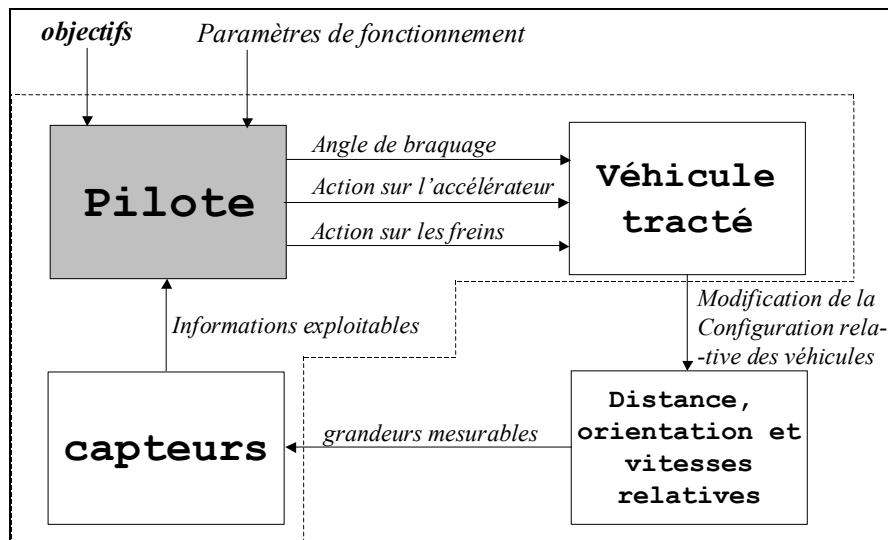 objectifs
Paramètres de fonctionnement
Pilote
Angle de braquage
Action sur l'accélérateur
Action sur les freins
Véhicule
tracté
Informations exploitables
Modification de la
Configuration rela-
-tive des véhicules
capteurs
grandeurs mesurables
Distance,
orientation et
vitesses
relatives